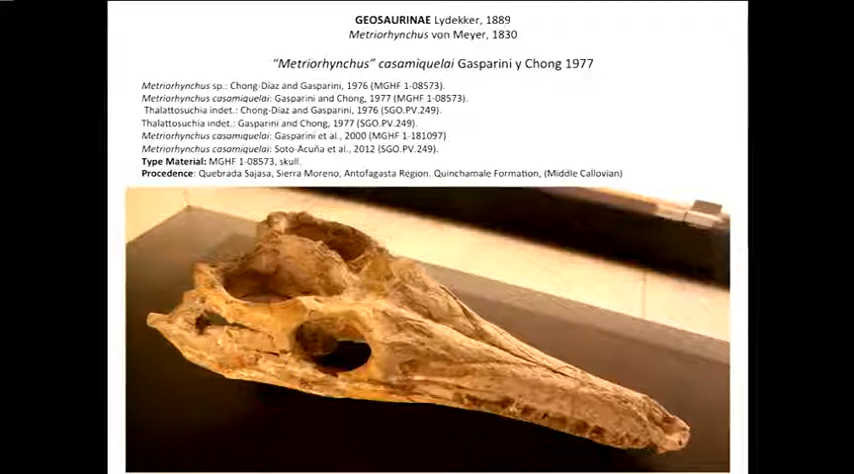 GEOSAURINAE Lydekker, 1889
Metriorhynchus von Meyer, 1830
“Metriorhynchus” casamiquelai Gasparini y Chong 1977
Metriorhynchus sp.: Chong-Díaz and Gasparini, 1976 (MGHF 1-08573).
Metriorhynchus casamiquelai: Gasparini and Chong, 1977 (MGHF 1-08573).
Thalattosuchia indet.: Chong-Díaz and Gasparini, 1976 (SGO.PV.249).
Thalattosuchia indet.: Gasparini and Chong, 1977 (SGO.PV.249).
Metriorhynchus casamiquelai: Gasparini et al., 2000 (MGHF 1-181097)
Metriorhynchus casamiquelai: Soto-Acuña et al., 2012 (SGO.PV.249).
Type Material: MGHF 1-08573, skull.
Procedence: Quebrada Sajasa, Sierra Moreno, Antofagasta Region. Quinchamale Formation, (Middle Callovian)